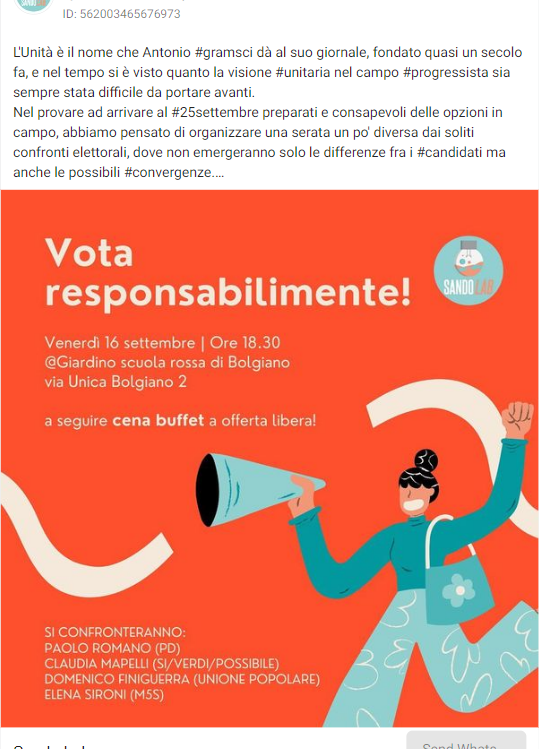 ID: 562003465676973
L'Unità è il nome che Antonio #gramsci dà al suo giornale, fondato quasi un secolo
fa, e nel tempo si è visto quanto la visione #unitaria nel campo #progressista sia
sempre stata difficile da portare avanti.
Nel provare ad arrivare al #25settembre preparati e consapevoli delle opzioni in
campo, abbiamo pensato di organizzare una serata un po' diversa dai soliti
confronti elettorali, dove non emergeranno solo le differenze fra i #candidati ma
anche le possibili #convergenze....
Vota
responsabilimente!
SANDO LAB
Venerdì 16 settembre | Ore 18.30
@Giardino scuola rossa di Bolgiano
via Unica Bolgiano 2
a seguire cena buffet a offerta libera!
SI CONFRONTERANNO:
PAOLO ROMANO (PD)
CLAUDIA MAPELLI (SI/VERDI/POSSIBILE)
DOMENICO FINIGUERRA (UNIONE POPOLARE)
ELENA SIRONI (M5S)